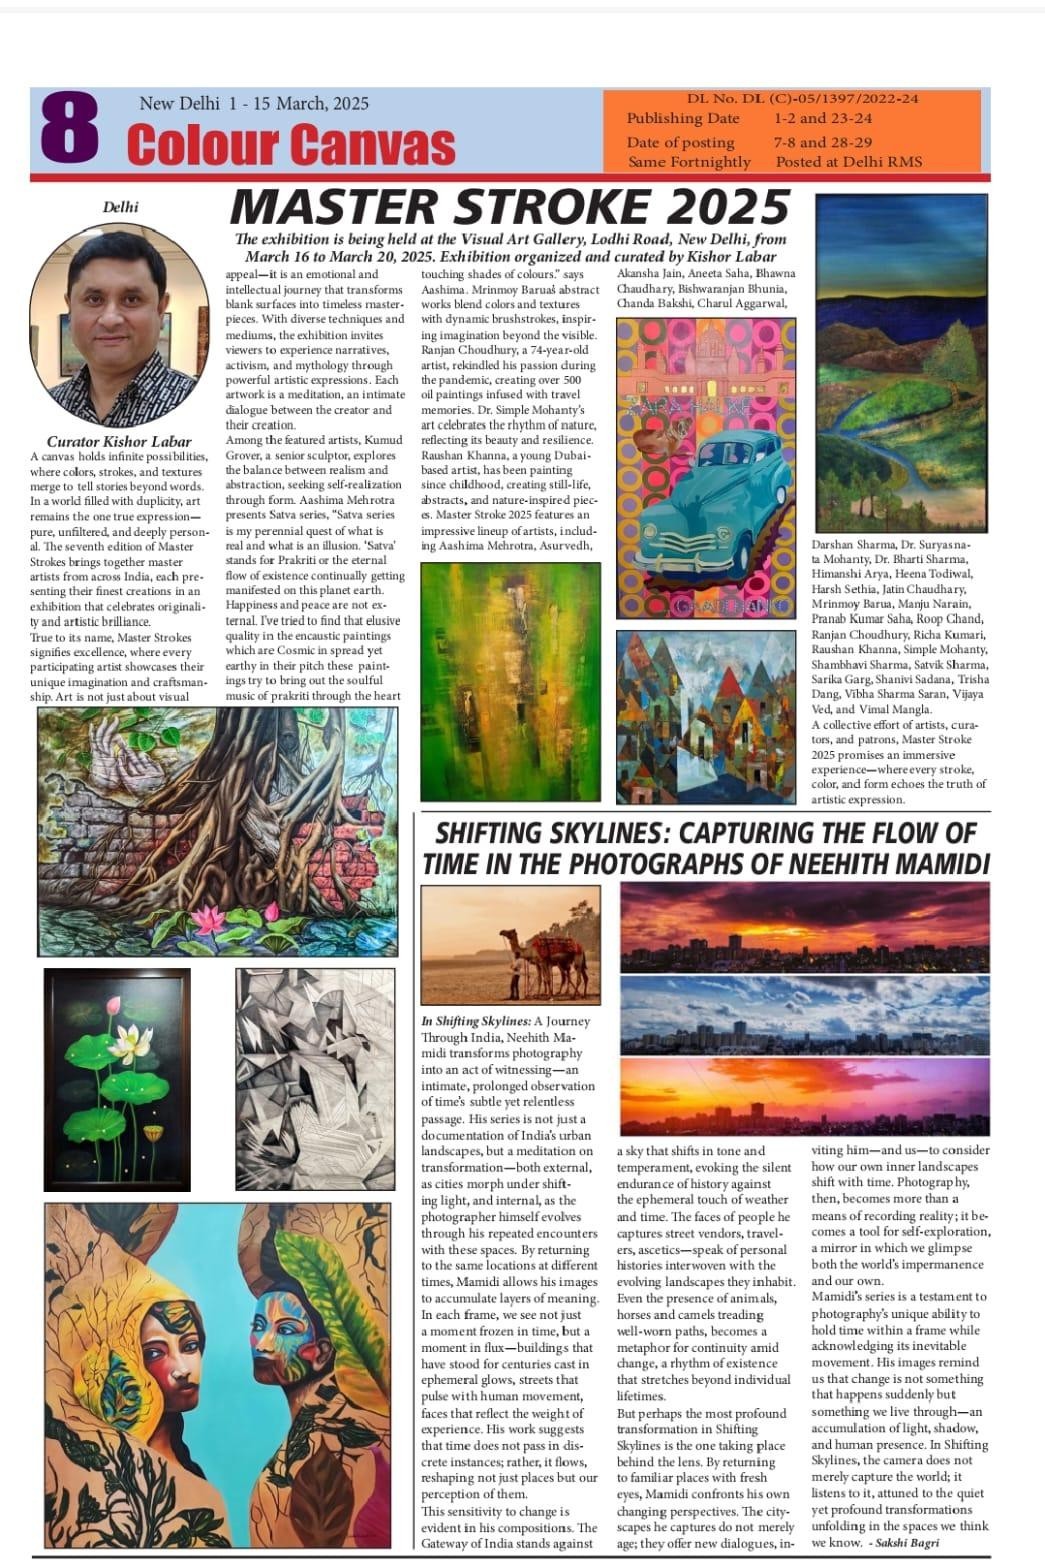 8
New Delhi 1 - 15 March, 2025
Colour Canvas
DL No. DL (C)-05/1397/2022-24
Publishing Date 1-2 and 23-24
Date of posting 7-8 and 28-29
Same Fortnightly Posted at Delhi RMS
Delhi
Curator Kishor Labar
MASTER STROKE 2025
The exhibition is being held at the Visual Art Gallery, Lodhi Road, New Delhi, from
March 16 to March 20, 2025. Exhibition organized and curated by Kishor Labar
A canvas holds infinite possibilities,
where colors, strokes, and textures
merge to tell stories beyond words.
In a world filled with duplicity, art
remains the one true expression—
pure, unfiltered, and deeply person-
al. The seventh edition of Master
Strokes brings together master
artists from across India, each pre-
senting their finest creations in an
exhibition that celebrates originali-
ty and artistic brilliance.
True to its name, Master Strokes
signifies excellence, where every
participating artist showcases their
unique imagination and craftsman-
ship. Art is not just about visual
appeal—it is an emotional and
intellectual journey that transforms
blank surfaces into timeless master-
pieces. With diverse techniques and
mediums, the exhibition invites
viewers to experience narratives,
activism, and mythology through
powerful artistic expressions. Each
artwork is a meditation, an intimate
dialogue between the creator and
their creation.
Among the featured artists, Kumud
Grover, a senior sculptor, explores
the balance between realism and
abstraction, seeking self-realization
through form. Aashima Mehrotra
presents Satva series, “Satva series
is my perennial quest of what is
real and what is an illusion. ‘Satva’
stands for Prakriti or the eternal
flow of existence continually getting
manifested on this planet earth.
Happiness and peace are not ex-
ternal. I’ve tried to find that elusive
quality in the encaustic paintings
which are Cosmic in spread yet
earthy in their pitch these paint-
ings try to bring out the soulful
music of prakriti through the heart
touching shades of colours.” says
Aashima. Mrinmoy Barua’s abstract
works blend colors and textures
with dynamic brushstrokes, inspir-
ing imagination beyond the visible.
Ranjan Choudhury, a 74-year-old
artist, rekindled his passion during
the pandemic, creating over 500
oil paintings infused with travel
memories. Dr. Simple Mohanty’s
art celebrates the rhythm of nature,
reflecting its beauty and resilience.
Raushan Khanna, a young Dubai-
based artist, has been painting
since childhood, creating still-life,
abstracts, and nature-inspired piec-
es. Master Stroke 2025 features an
impressive lineup of artists, includ-
ing Aashima Mehrotra, Asurvedh,
Akansha Jain, Aneeta Saha, Bhawna
Chaudhary, Bishwaranjan Bhunia,
Chanda Bakshi, Charul Aggarwal,
ZARA HALKE
GAADI HANKO
Darshan Sharma, Dr. Suryasna-
ta Mohanty, Dr. Bharti Sharma,
Himanshi Arya, Heena Todiwal,
Harsh Sethia, Jatin Chaudhary,
Mrinmoy Barua, Manju Narain,
Pranab Kumar Saha, Roop Chand,
Ranjan Choudhury, Richa Kumari,
Raushan Khanna, Simple Mohanty,
Shambhavi Sharma, Satvik Sharma,
Sarika Garg, Shanivi Sadana, Trisha
Dang, Vibha Sharma Saran, Vijaya
Ved, and Vimal Mangla.
A collective effort of artists, cura-
tors, and patrons, Master Stroke
2025 promises an immersive
experience—where every stroke,
color, and form echoes the truth of
artistic expression.
SHIFTING SKYLINES: CAPTURING THE FLOW OF
TIME IN THE PHOTOGRAPHS OF NEEHITH MAMIDI
In Shifting Skylines: A Journey
Through India, Neehith Ma-
midi transforms photography
into an act of witnessing—an
intimate, prolonged observation
of time’s subtle yet relentless
passage. His series is not just a
documentation of India’s urban
landscapes, but a meditation on
transformation—both external,
as cities morph under shift-
ing light, and internal, as the
photographer himself evolves
through his repeated encounters
with these spaces. By returning
to the same locations at different
times, Mamidi allows his images
to accumulate layers of meaning.
In each frame, we see not just
a moment frozen in time, but a
moment in flux—buildings that
have stood for centuries cast in
ephemeral glows, streets that
pulse with human movement,
faces that reflect the weight of
experience. His work suggests
that time does not pass in dis-
crete instances; rather, it flows,
reshaping not just places but our
perception of them.
This sensitivity to change is
evident in his compositions. The
Gateway of India stands against
a sky that shifts in tone and
temperament, evoking the silent
endurance of history against
the ephemeral touch of weather
and time. The faces of people he
captures street vendors, travel-
ers, ascetics—speak of personal
histories interwoven with the
evolving landscapes they inhabit.
Even the presence of animals,
horses and camels treading
well-worn paths, becomes a
metaphor for continuity amid
change, a rhythm of existence
that stretches beyond individual
lifetimes.
But perhaps the most profound
transformation in Shifting
Skylines is the one taking place
behind the lens. By returning
to familiar places with fresh
eyes, Mamidi confronts his own
changing perspectives. The city-
scapes he captures do not merely
age; they offer new dialogues, in-
viting him—and us—to consider
how our own inner landscapes
shift with time. Photography,
then, becomes more than a
means of recording reality; it be-
comes a tool for self-exploration,
a mirror in which we glimpse
both the world’s impermanence
and our own.
Mamidi’s series is a testament to
photography’s unique ability to
hold time within a frame while
acknowledging its inevitable
movement. His images remind
us that change is not something
that happens suddenly but
something we live through—an
accumulation of light, shadow,
and human presence. In Shifting
Skylines, the camera does not
merely capture the world; it
listens to it, attuned to the quiet
yet profound transformations
unfolding in the spaces we think
we know. - Sakshi Bagri